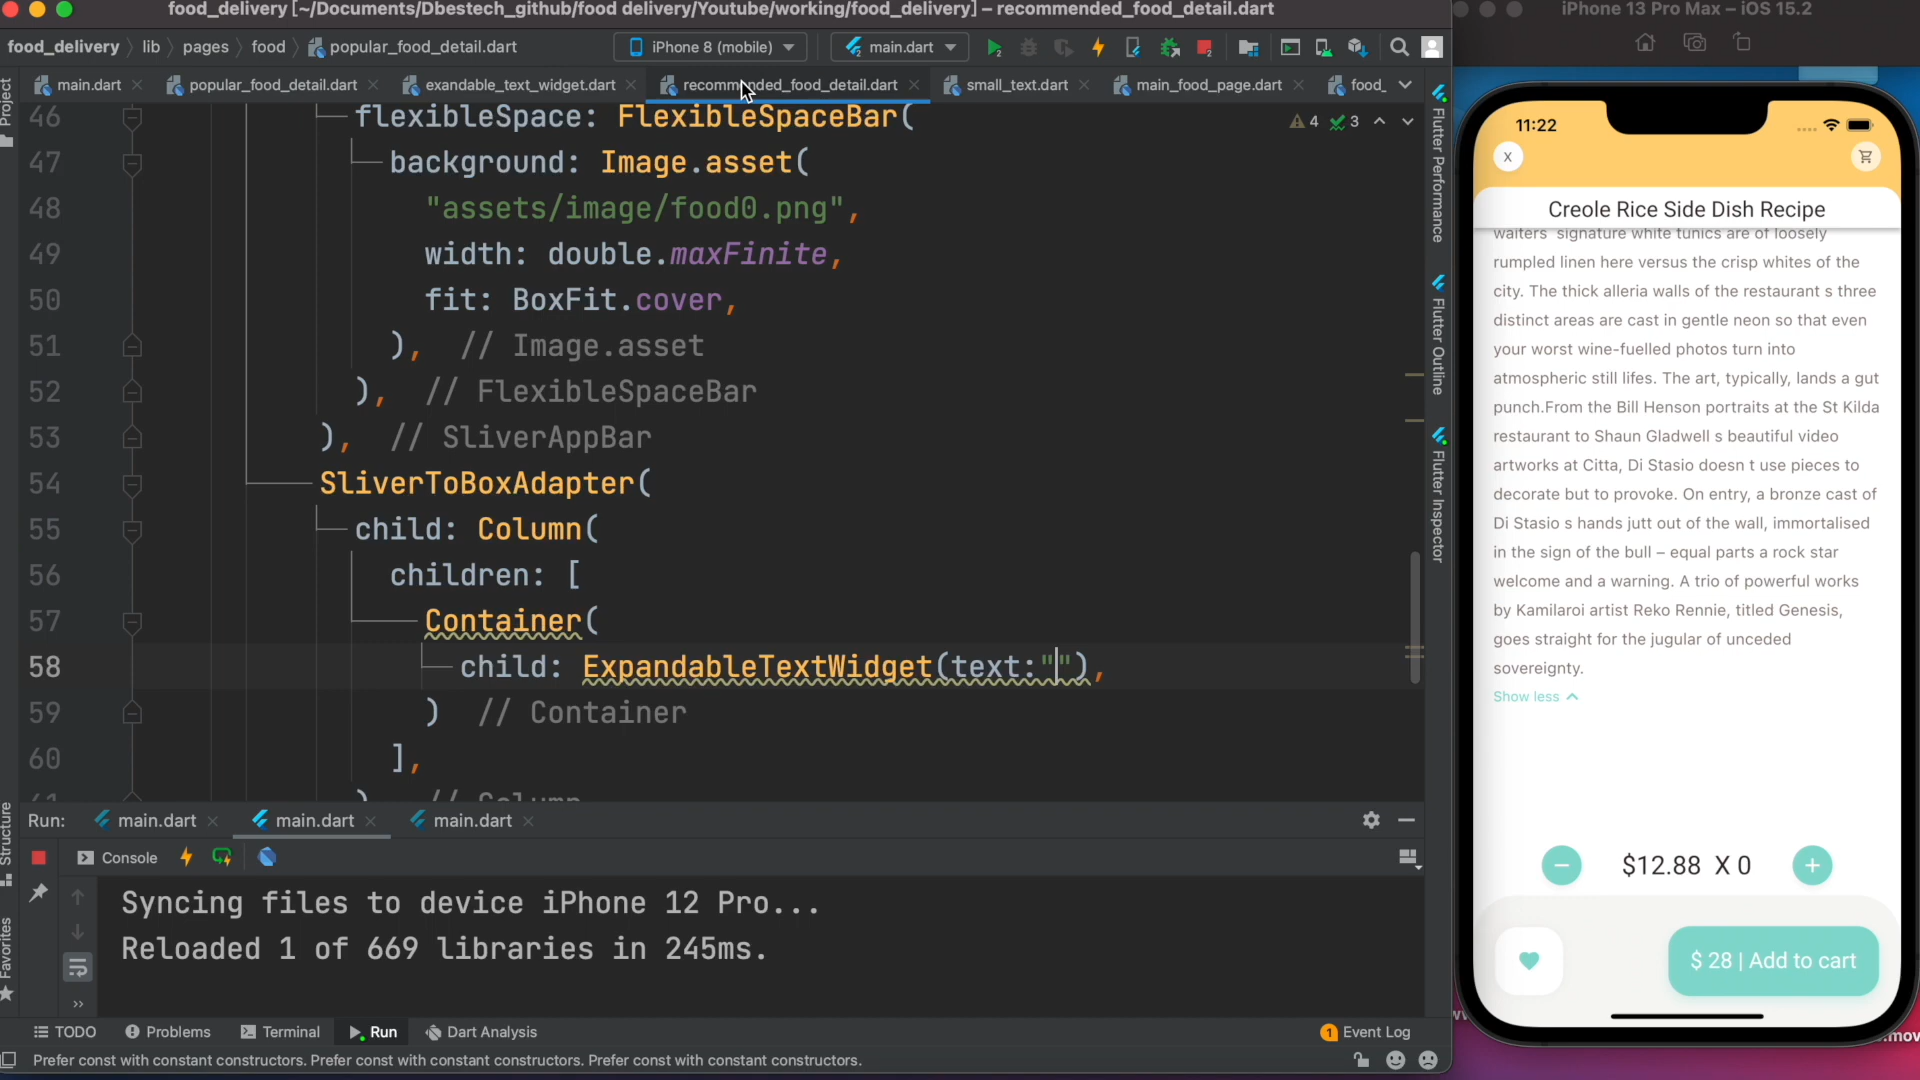 food_delivery [~/Documents/Dbestech_github/food delivery/Youtube/working/food_delivery] – recommended_food_detail.dart
food_delivery
lib
pages
food
popular_food_detail.dart
iPhone 8 (mobile)
main.dart
main.dart
popular_food_detail.dart
exandable_text_widget.dart
recommended_food_detail.dart
small_text.dart
main_food_page.dart
food_
4
3
46 flexibleSpace: FlexibleSpaceBar(
47 background: Image.asset(
48 "assets/image/food0.png",
49 width: double.maxFinite,
50 fit: BoxFit.cover,
51 ), // Image.asset
52 ), // FlexibleSpaceBar
53 ), // SliverAppBar
54 SliverToBoxAdapter(
55 child: Column(
56 children: [
57 Container(
58 child: ExpandableTextWidget(text:""),
59 ) // Container
60 ],
61 ) // Column
Project
Structure
Favorites
Flutter Performance
Flutter Outline
Flutter Inspector
Run:
main.dart
main.dart
main.dart
Console
Syncing files to device iPhone 12 Pro...
Reloaded 1 of 669 libraries in 245ms.
TODO
Problems
Terminal
Run
Dart Analysis
1 Event Log
Prefer const with constant constructors. Prefer const with constant constructors. Prefer const with constant constructors.
iPhone 13 Pro Max – iOS 15.2
11:22
X
Creole Rice Side Dish Recipe
waiters signature white tunics are of loosely
rumpled linen here versus the crisp whites of the
city. The thick alleria walls of the restaurant s three
distinct areas are cast in gentle neon so that even
your worst wine-fuelled photos turn into
atmospheric still lifes. The art, typically, lands a gut
punch.From the Bill Henson portraits at the St Kilda
restaurant to Shaun Gladwell s beautiful video
artworks at Citta, Di Stasio doesn t use pieces to
decorate but to provoke. On entry, a bronze cast of
Di Stasio s hands jutt out of the wall, immortalised
in the sign of the bull – equal parts a rock star
welcome and a warning. A trio of powerful works
by Kamilaroi artist Reko Rennie, titled Genesis,
goes straight for the jugular of unceded
sovereignty.
Show less
$12.88 X 0
$ 28 | Add to cart
.mov